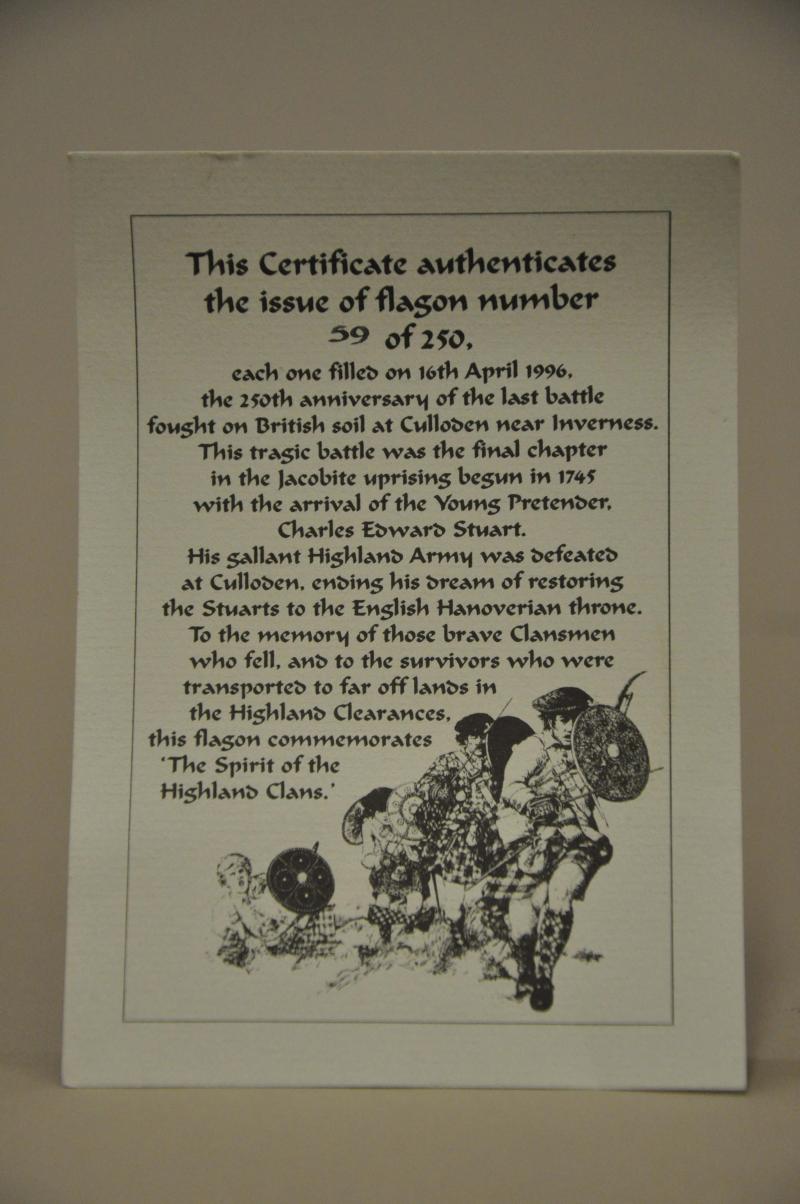 This Certificate authenticates
the issue of flagon number
59 of 250,
each one filled on 16th April 1996,
the 250th anniversary of the last battle
fought on British soil at Culloden near Inverness.
This tragic battle was the final chapter
in the Jacobite uprising begun in 1745
with the arrival of the Young Pretender,
Charles Edward Stuart.
His gallant Highland Army was defeated
at Culloden, ending his dream of restoring
the Stuarts to the English Hanoverian throne.
To the memory of those brave Clansmen
who fell, and to the survivors who were
transported to far off lands in
the Highland Clearances,
this flagon commemorates
'The Spirit of the
Highland Clans.'